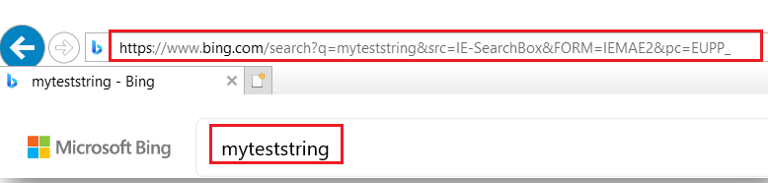 https://www.bing.com/search?q=myteststring&src=IE-SearchBox&FORM=IEMAE2&pc=EUPP_
myteststring - Bing
Microsoft Bing
myteststring